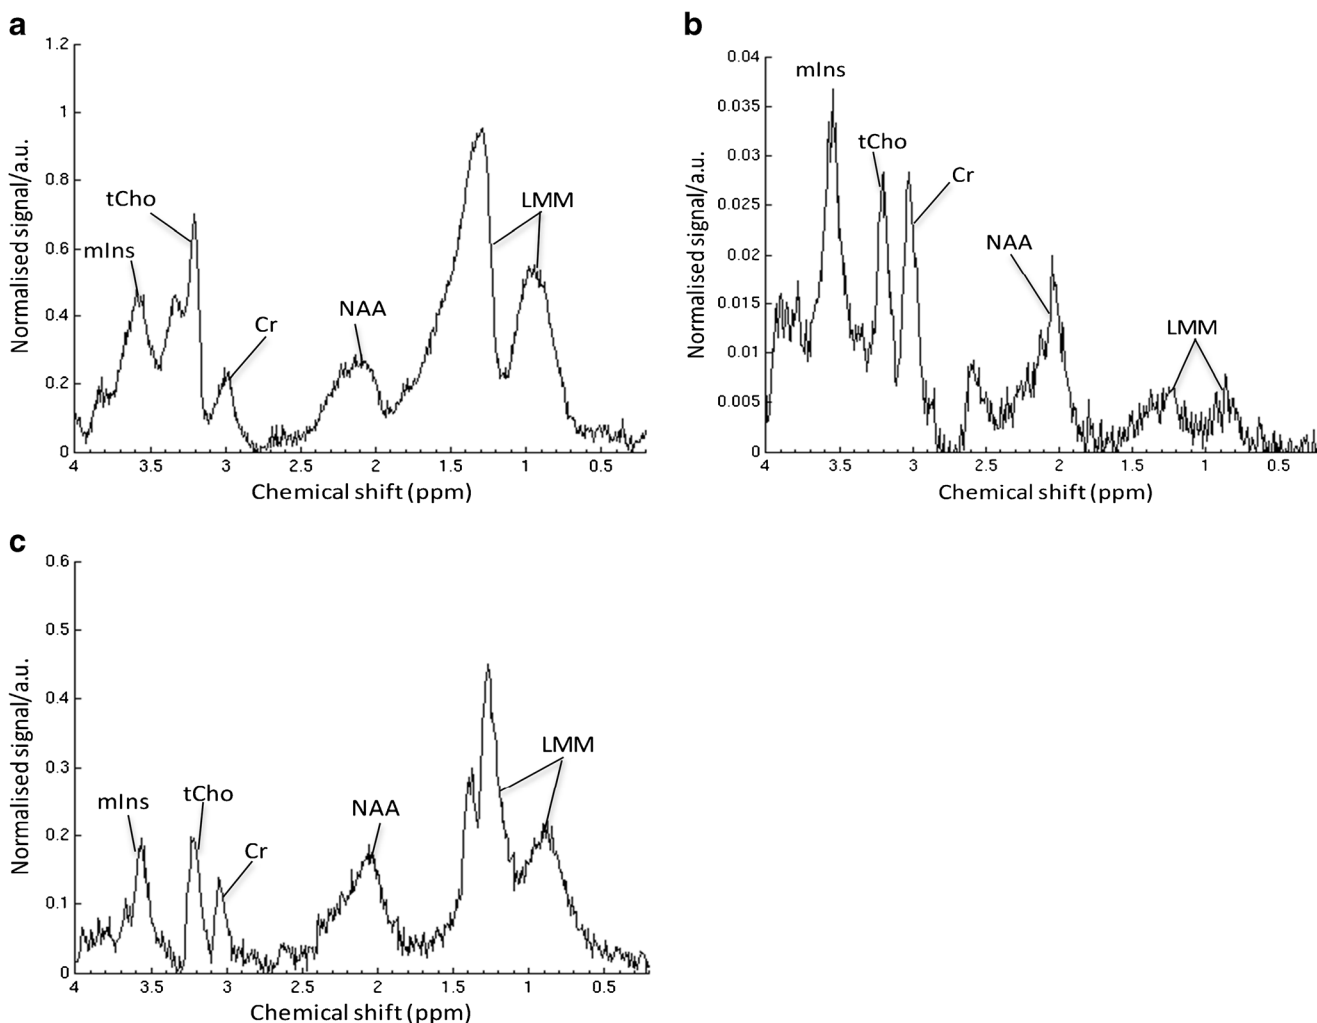 a
1.2
1
0.8
0.6
0.4
0.2
0
Normalised signal/a.u.
mIns
tCho
Cr
NAA
LMM
4 3.5 3 2.5 2 1.5 1 0.5
Chemical shift (ppm)
b
0.04
0.035
0.03
0.025
0.02
0.015
0.01
0.005
0
Normalised signal/a.u.
mIns
tCho
Cr
NAA
LMM
4 3.5 3 2.5 2 1.5 1 0.5
Chemical shift (ppm)
c
0.6
0.5
0.4
0.3
0.2
0.1
0
Normalised signal/a.u.
mIns
tCho
Cr
NAA
LMM
4 3.5 3 2.5 2 1.5 1 0.5
Chemical shift (ppm)